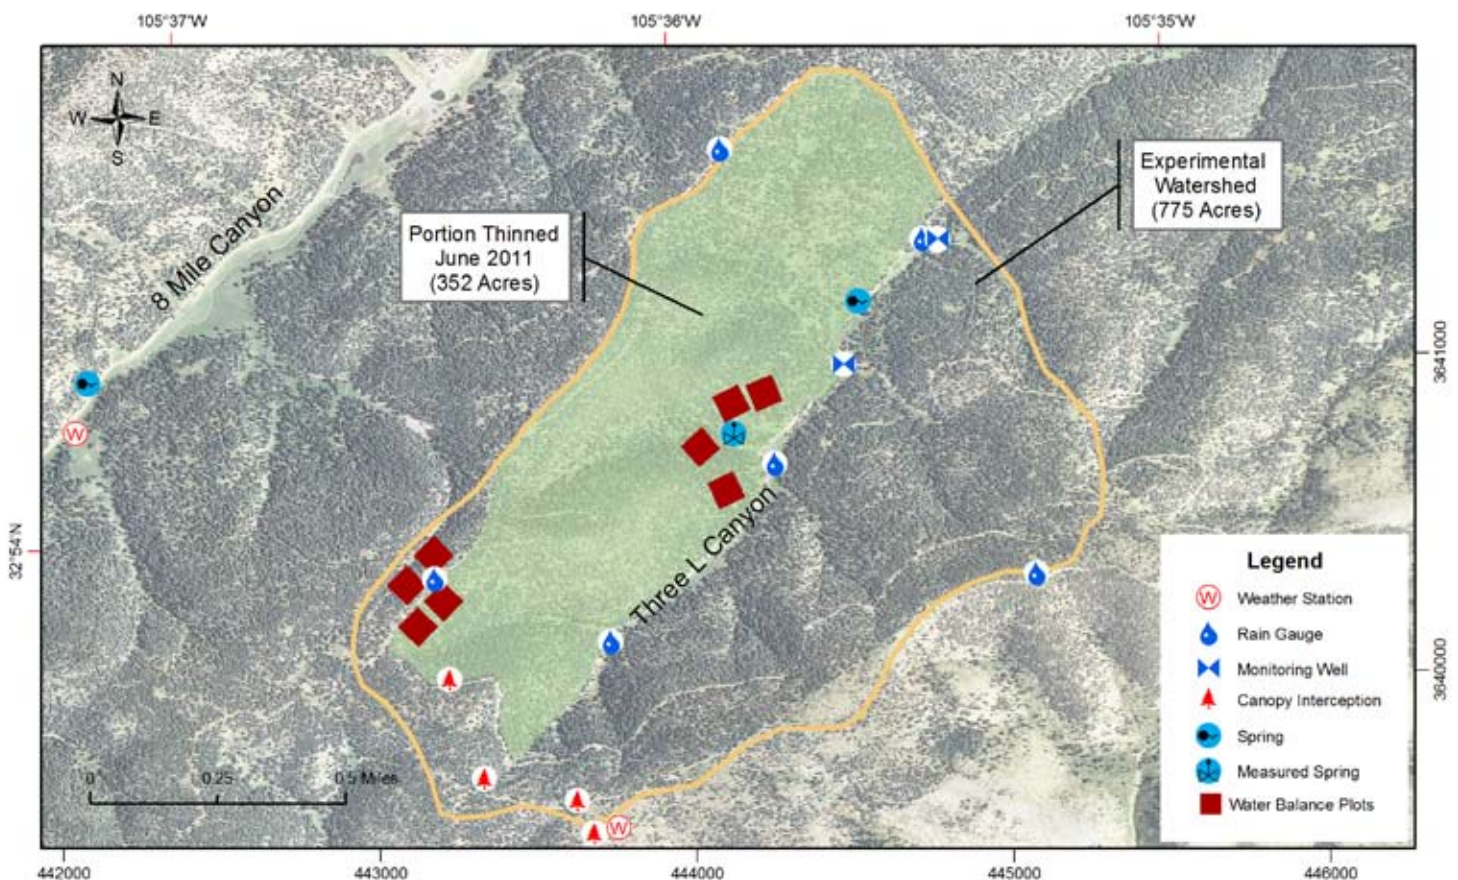 105°37'W
105°36'W
105°35'W
N
W E
S
8 Mile Canyon
Portion Thinned
June 2011
(352 Acres)
Experimental
Watershed
(775 Acres)
3641000
W
32°54'N
Three L Canyon
3640000
Legend
W Weather Station
Rain Gauge
Monitoring Well
Canopy Interception
Spring
Measured Spring
Water Balance Plots
0 0.25 0.5 Miles
W
442000
443000
444000
445000
446000